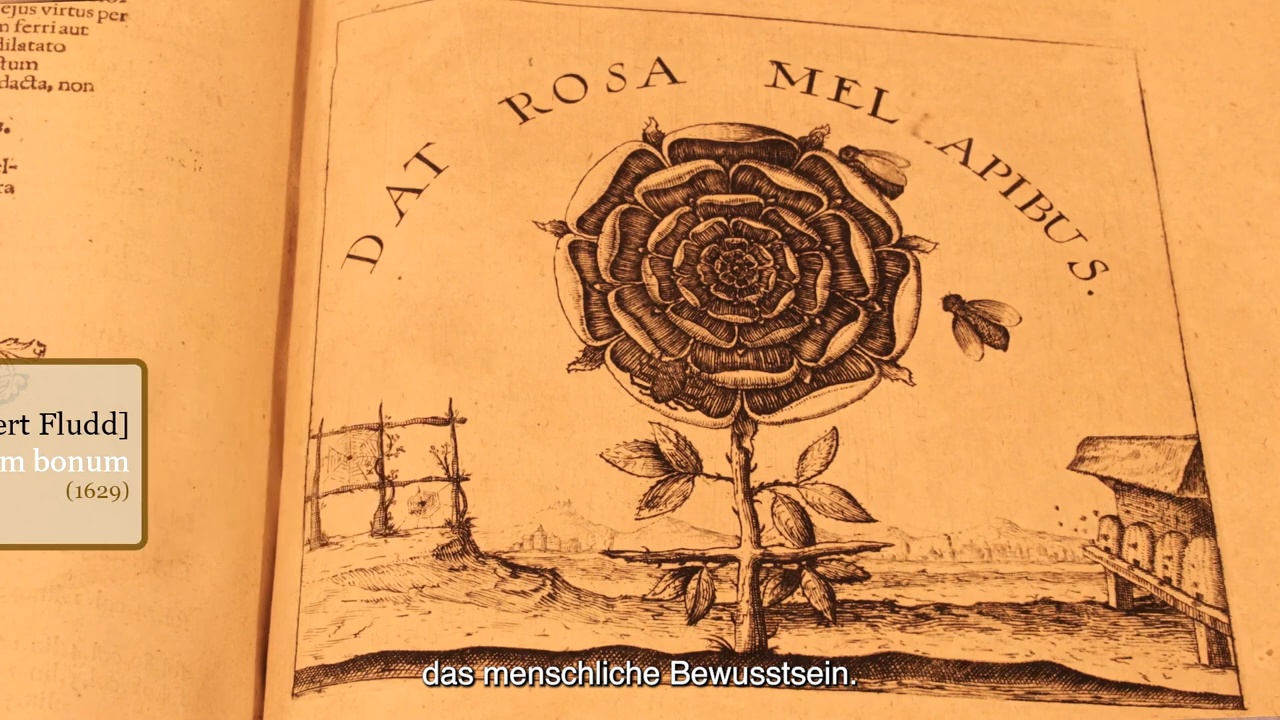 ejus virtus per
n ferri aut
dilatato
ctum
dacta, non
DAT ROSA MEL APIBUS.
ert Fludd]
m bonum
(1629)
das menschliche Bewusstsein.